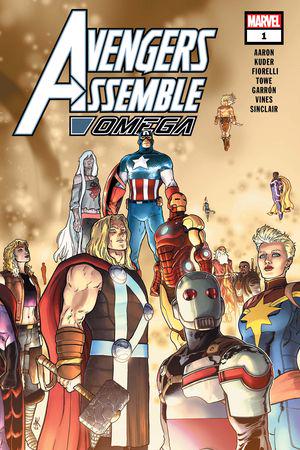 MARVEL
1
AARON
KUDER
FIORELLI
TOWE
GARRÓN
VINES
SINCLAIR
AVENGERS
ASSEMBLE
OMEGA